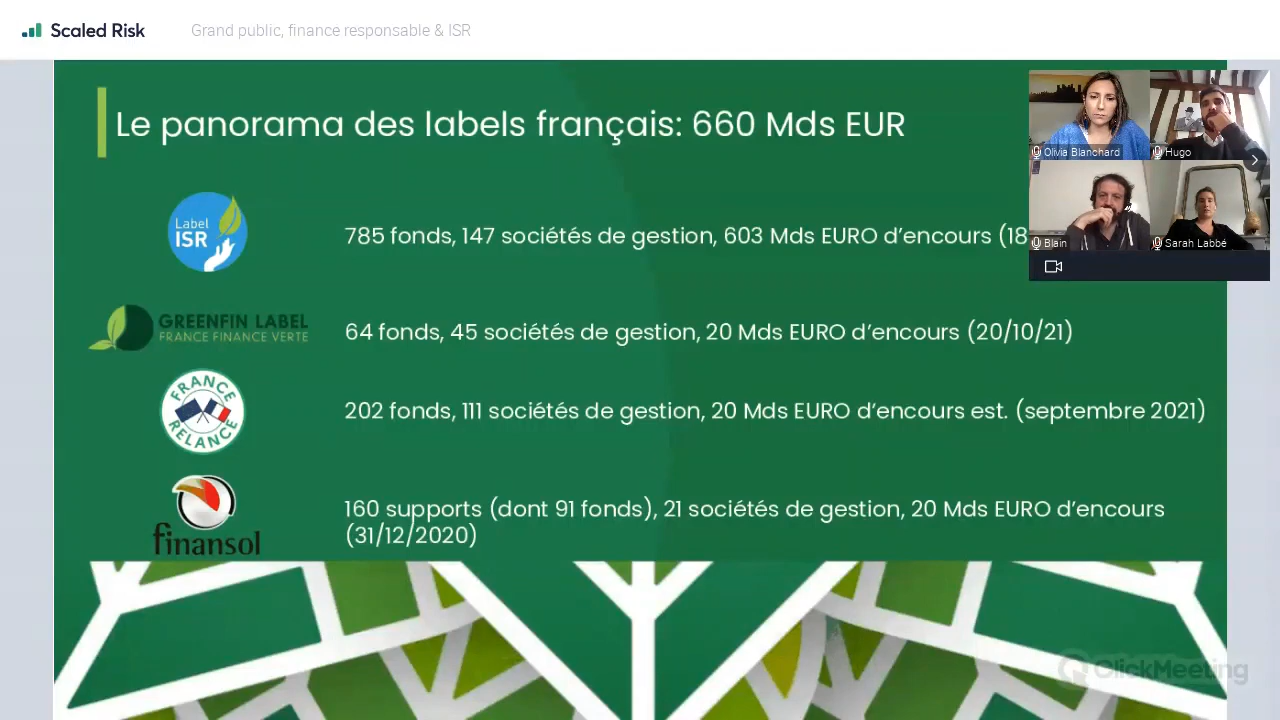 Scaled Risk
Grand public, finance responsable & ISR
Le panorama des labels français: 660 Mds EUR
Label
ISR
785 fonds, 147 sociétés de gestion, 603 Mds EURO d'encours (18
GREENFIN LABEL
FRANCE FINANCE VERTE
64 fonds, 45 sociétés de gestion, 20 Mds EURO d'encours (20/10/21)
FRANCE
RELANCE
202 fonds, 111 sociétés de gestion, 20 Mds EURO d'encours est. (septembre 2021)
finansol
160 supports (dont 91 fonds), 21 sociétés de gestion, 20 Mds EURO d'encours
(31/12/2020)
Olivia Blanchard
Hugo
Blain
Sarah Labbé
ClickMeeting